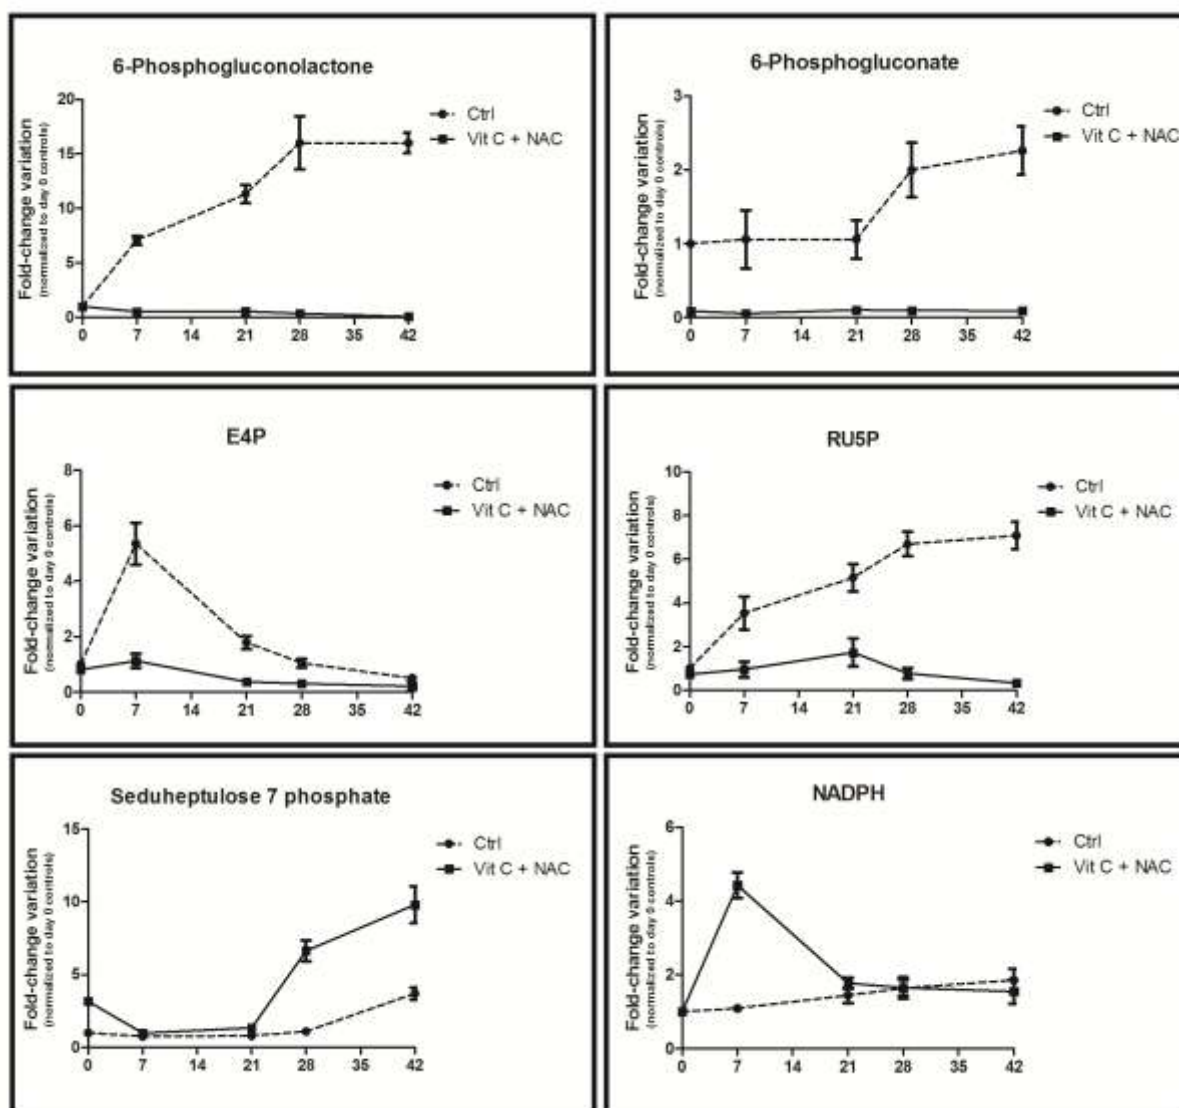 6-Phosphogluconolactone
Fold-change variation
(normalized to day 0 controls)
20
15
10
5
0
0 7 14 21 28 35 42
Ctrl
Vit C + NAC
6-Phosphogluconate
Fold-change variation
(normalized to day 0 controls)
3
2
1
0
0 7 14 21 28 35 42
Ctrl
Vit C + NAC
E4P
Fold-change variation
(normalized to day 0 controls)
8
6
4
2
0
0 7 14 21 28 35 42
Ctrl
Vit C + NAC
RU5P
Fold-change variation
(normalized to day 0 controls)
10
8
6
4
2
0
0 7 14 21 28 35 42
Ctrl
Vit C + NAC
Seduheptulose 7 phosphate
Fold-change variation
(normalized to day 0 controls)
15
10
5
0
0 7 14 21 28 35 42
Ctrl
Vit C + NAC
NADPH
Fold-change variation
(normalized to day 0 controls)
6
4
2
0
0 7 14 21 28 35 42
Ctrl
Vit C + NAC